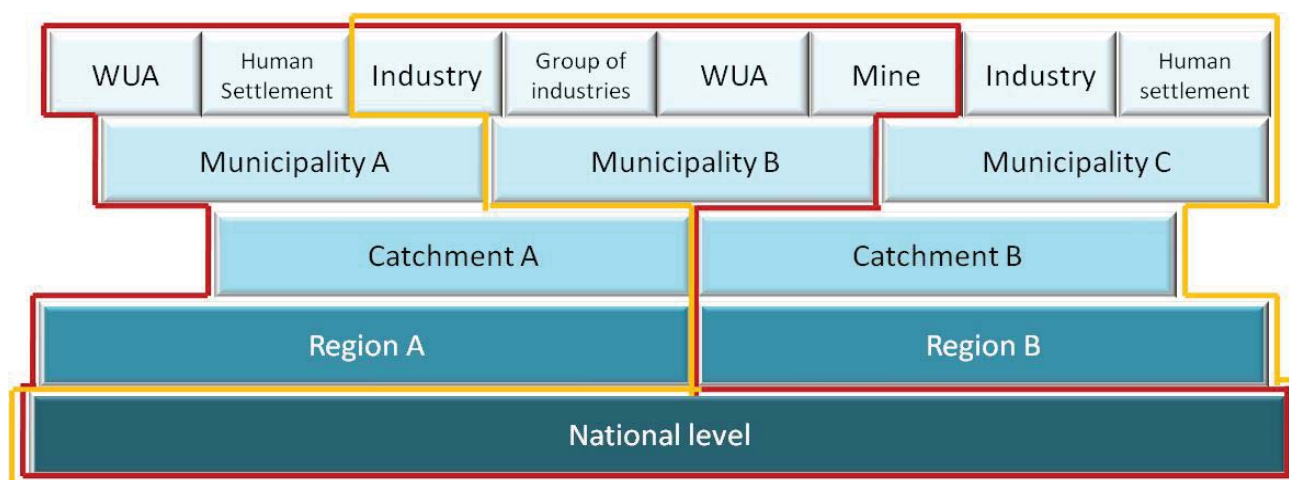 WUA
Human
Settlement
Industry
Group of
industries
WUA
Mine
Industry
Human
settlement
Municipality A
Municipality B
Municipality C
Catchment A
Catchment B
Region A
Region B
National level